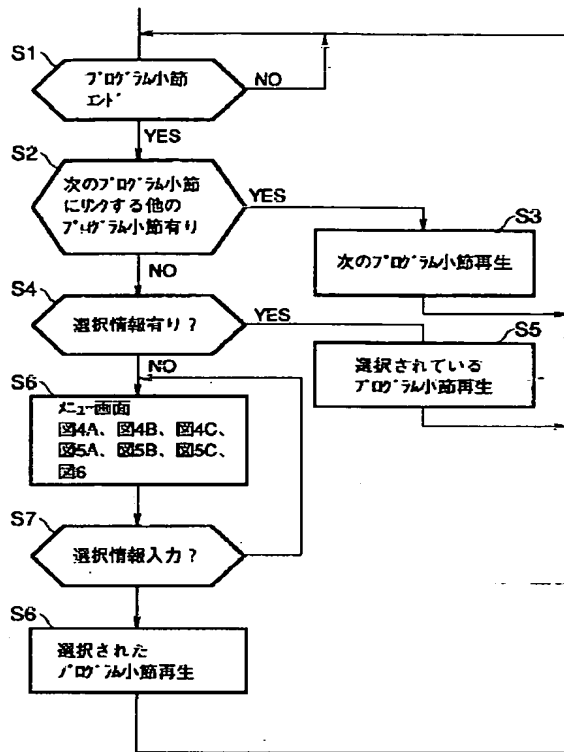 S1
プログラム小節
エンド
NO
YES
S2
次のプログラム小節
にリンクする他の
プログラム小節有り
YES
NO
S3
次のプログラム小節再生
S4
選択情報有り?
YES
NO
S5
選択されている
プログラム小節再生
S6
メニュー画面
図4A、図4B、図4C、
図5A、図5B、図5C、
図6
S7
選択情報入力?
S6
選択された
プログラム小節再生